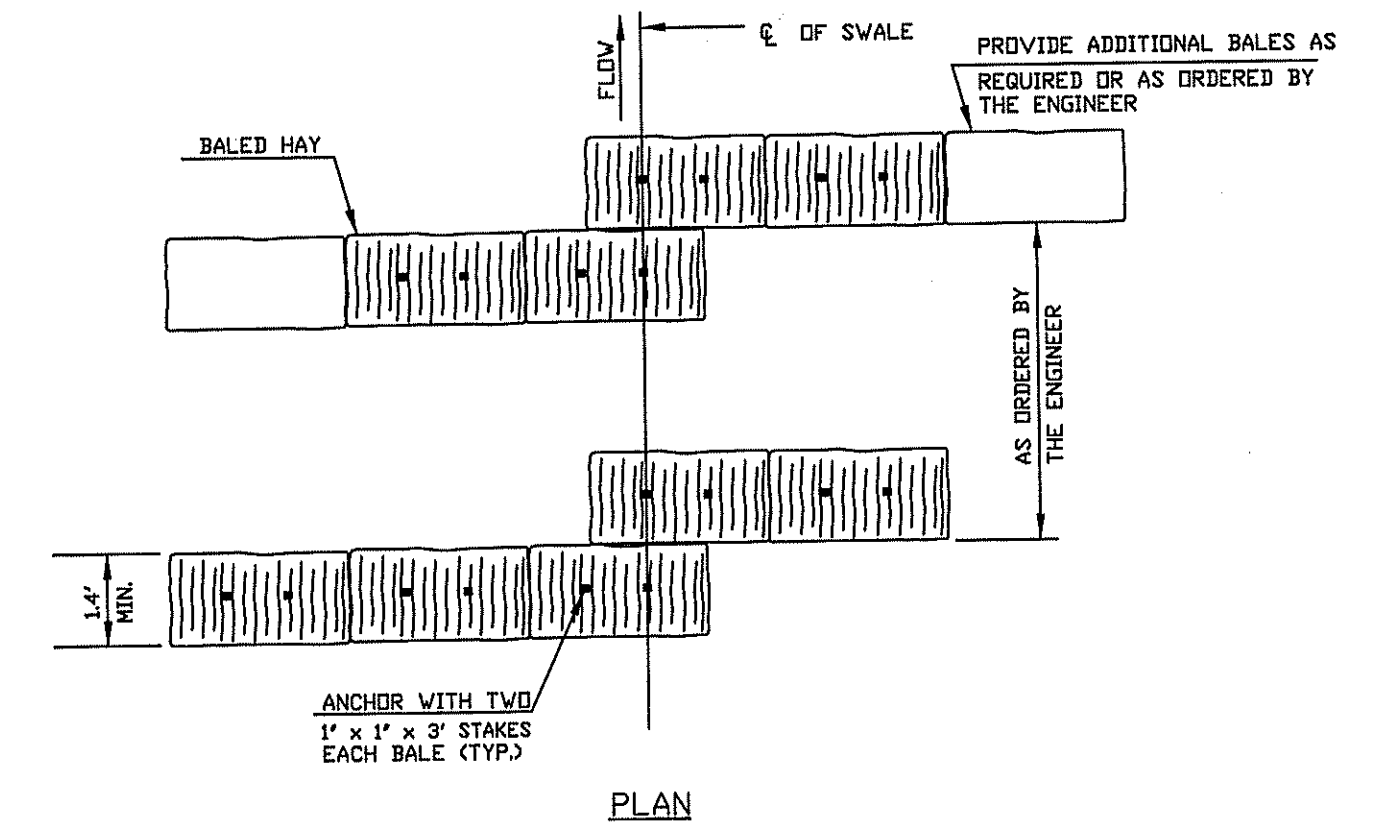 ℄ OF SWALE
FLOW
PROVIDE ADDITIONAL BALES AS
REQUIRED OR AS ORDERED BY
THE ENGINEER
BALED HAY
AS ORDERED BY
THE ENGINEER
1.4'
MIN.
ANCHOR WITH TWO
1" x 1" x 3' STAKES
EACH BALE (TYP.)
PLAN